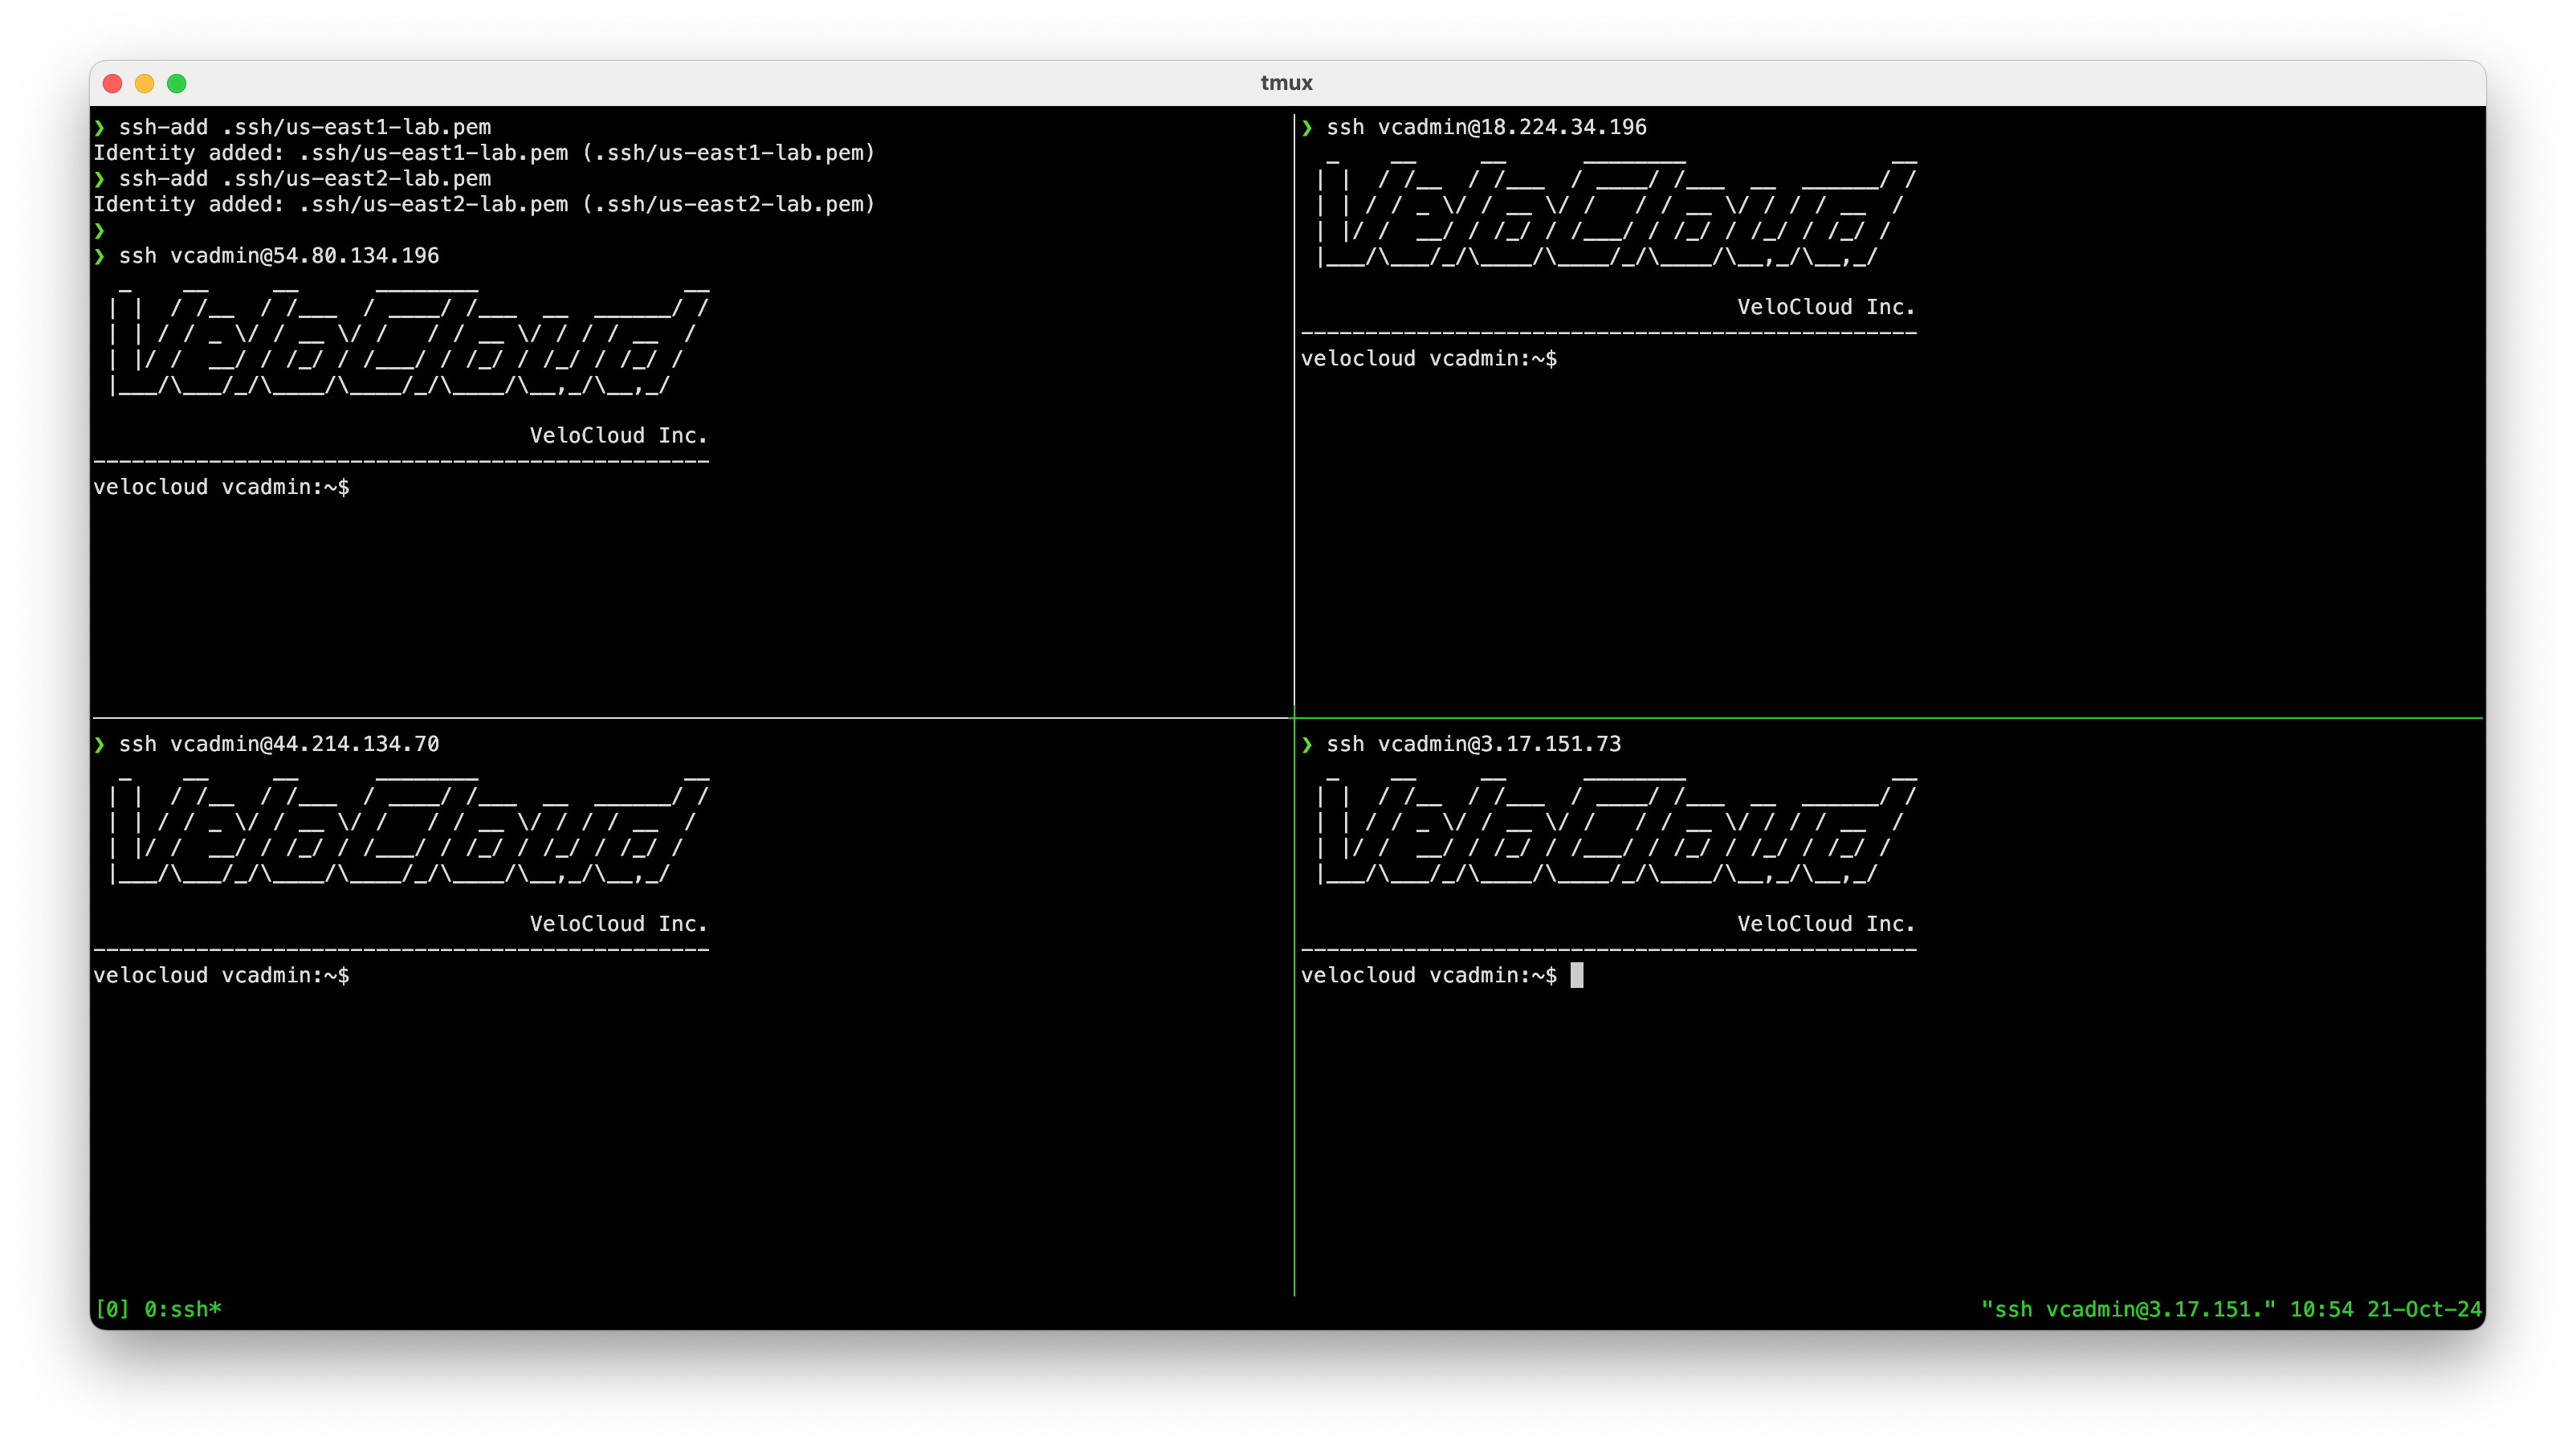 tmux
❯ ssh-add .ssh/us-east1-lab.pem
Identity added: .ssh/us-east1-lab.pem (.ssh/us-east1-lab.pem)
❯ ssh-add .ssh/us-east2-lab.pem
Identity added: .ssh/us-east2-lab.pem (.ssh/us-east2-lab.pem)
❯
❯ ssh vcadmin@54.80.134.196
VeloCloud
VeloCloud Inc.
velocloud vcadmin:~$
❯ ssh vcadmin@18.224.34.196
VeloCloud
VeloCloud Inc.
velocloud vcadmin:~$
❯ ssh vcadmin@44.214.134.70
VeloCloud
VeloCloud Inc.
velocloud vcadmin:~$
❯ ssh vcadmin@3.17.151.73
VeloCloud
VeloCloud Inc.
velocloud vcadmin:~$
[0] 0:ssh*
"ssh vcadmin@3.17.151." 10:54 21-Oct-24